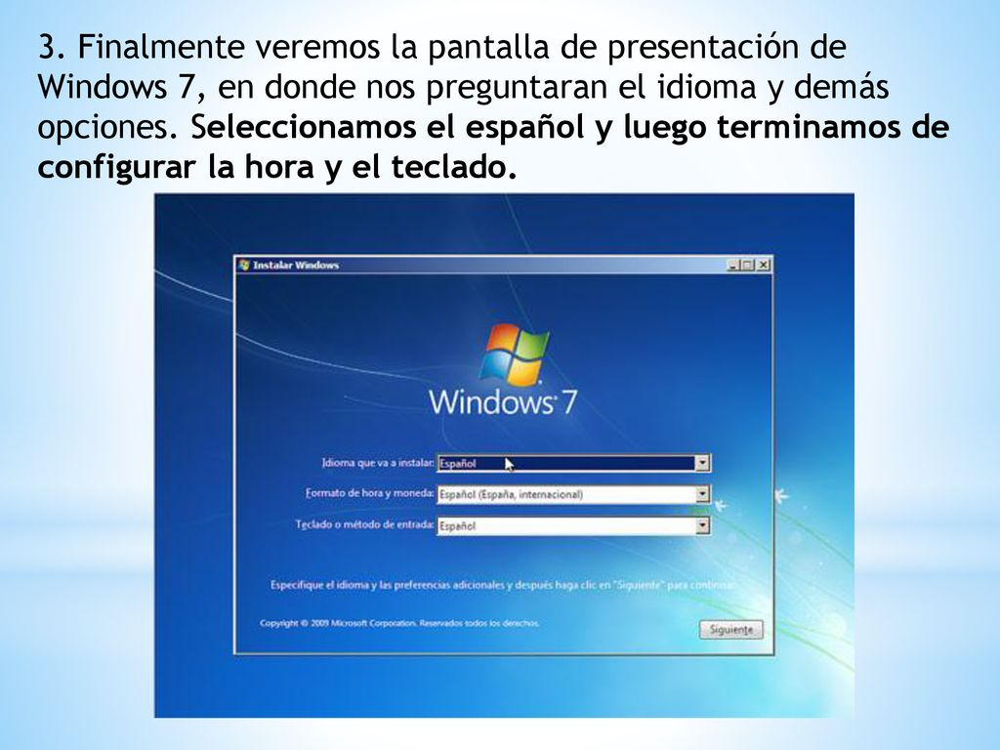 3. Finalmente veremos la pantalla de presentación de
Windows 7, en donde nos preguntaran el idioma y demás
opciones. Seleccionamos el español y luego terminamos de
configurar la hora y el teclado.
Instalar Windows
Windows® 7
Idioma que va a instalar: Español
Formato de hora y moneda: Español (España, internacional)
Teclado o método de entrada: Español
Especifique el idioma y las preferencias adicionales y después haga clic en "Siguiente" para continuar.
Copyright © 2009 Microsoft Corporation. Reservados todos los derechos.
Siguiente